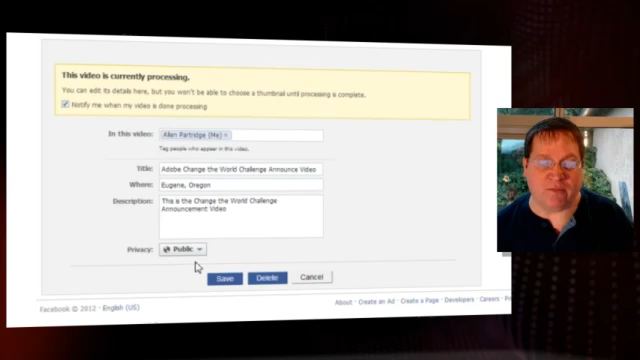 This video is currently processing.
You can edit its details here, but you won't be able to choose a thumbnail until processing is complete.
Notify me when my video is done processing
In this video: Allen Partridge (Me) ×
Tag people who appear in this video.
Title: Adobe Change the World Challenge Announce Video
Where: Eugene, Oregon
Description: This is the Change the World Challenge
Announcement Video
Privacy: Public
Save Delete Cancel
Facebook © 2012 · English (US)
About · Create an Ad · Create a Page · Developers · Careers ·